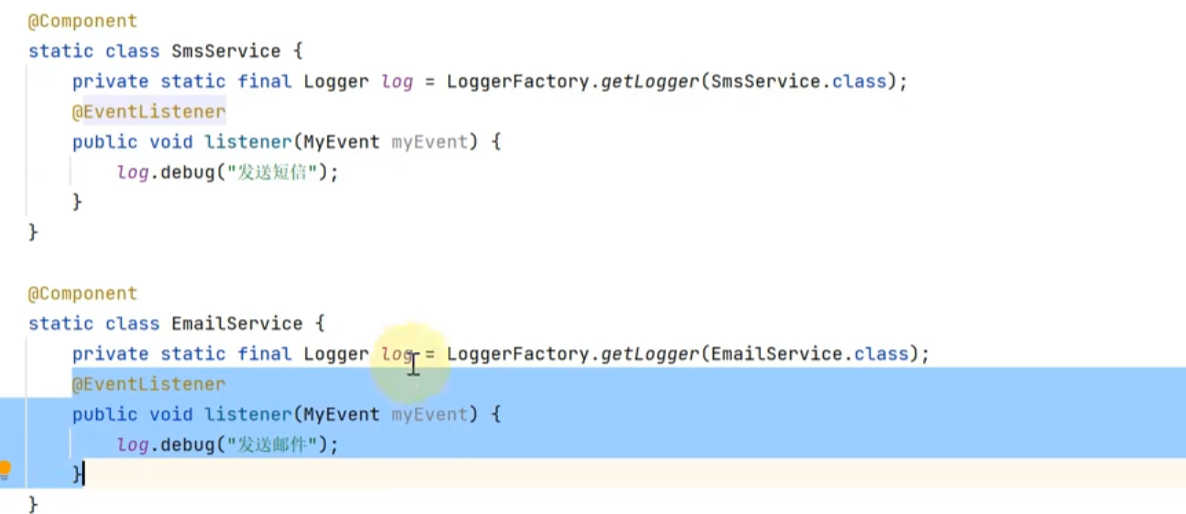 @Component
static class SmsService {
private static final Logger log = LoggerFactory.getLogger(SmsService.class);
@EventListener
public void listener(MyEvent myEvent) {
log.debug("发送短信");
}
}
@Component
static class EmailService {
private static final Logger log = LoggerFactory.getLogger(EmailService.class);
@EventListener
public void listener(MyEvent myEvent) {
log.debug("发送邮件");
}
}